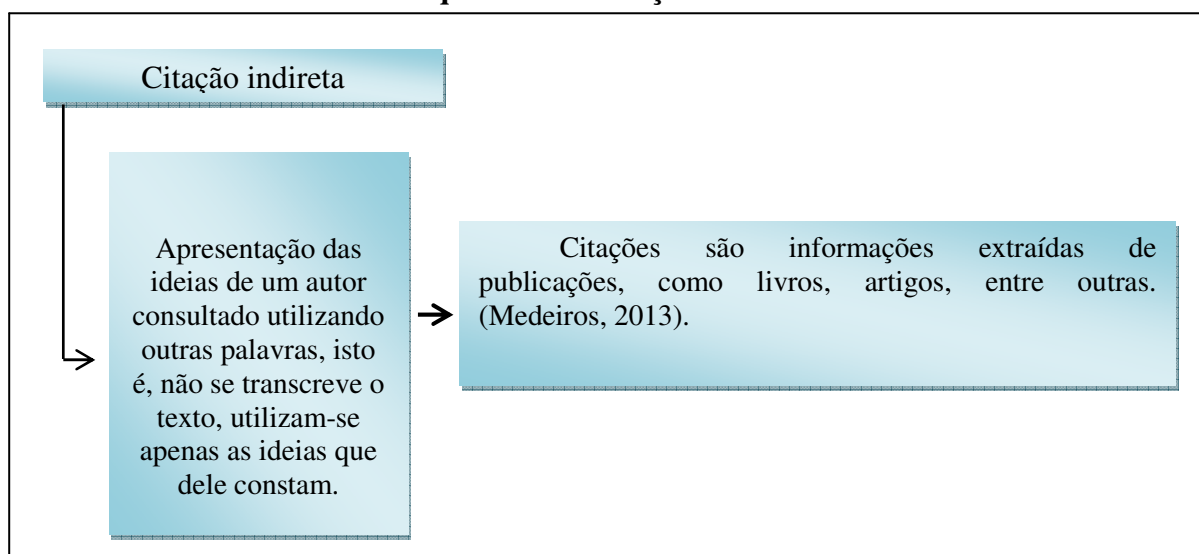 Citação indireta
Apresentação das
ideias de um autor
consultado utilizando
outras palavras, isto
é, não se transcreve o
texto, utilizam-se
apenas as ideias que
dele constam.
Citações são informações extraídas de
publicações, como livros, artigos, entre outras.
(Medeiros, 2013).